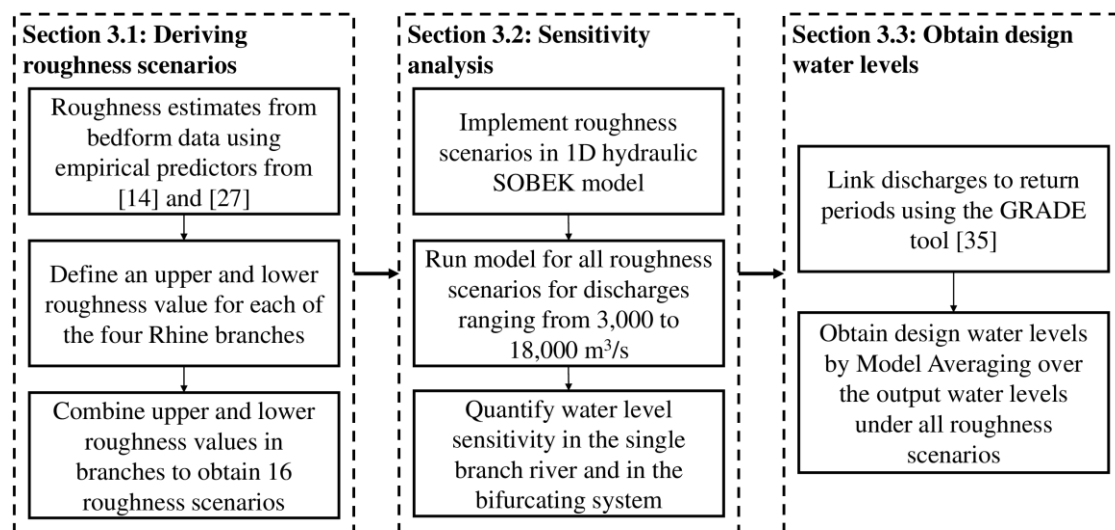 Section 3.1: Deriving
roughness scenarios
Roughness estimates from
bedform data using
empirical predictors from
[14] and [27]
Define an upper and lower
roughness value for each of
the four Rhine branches
Combine upper and lower
roughness values in
branches to obtain 16
roughness scenarios
Section 3.2: Sensitivity
analysis
Implement roughness
scenarios in 1D hydraulic
SOBEK model
Run model for all roughness
scenarios for discharges
ranging from 3,000 to
18,000 m³/s
Quantify water level
sensitivity in the single
branch river and in the
bifurcating system
Section 3.3: Obtain design
water levels
Link discharges to return
periods using the GRADE
tool [35]
Obtain design water levels
by Model Averaging over
the output water levels
under all roughness
scenarios